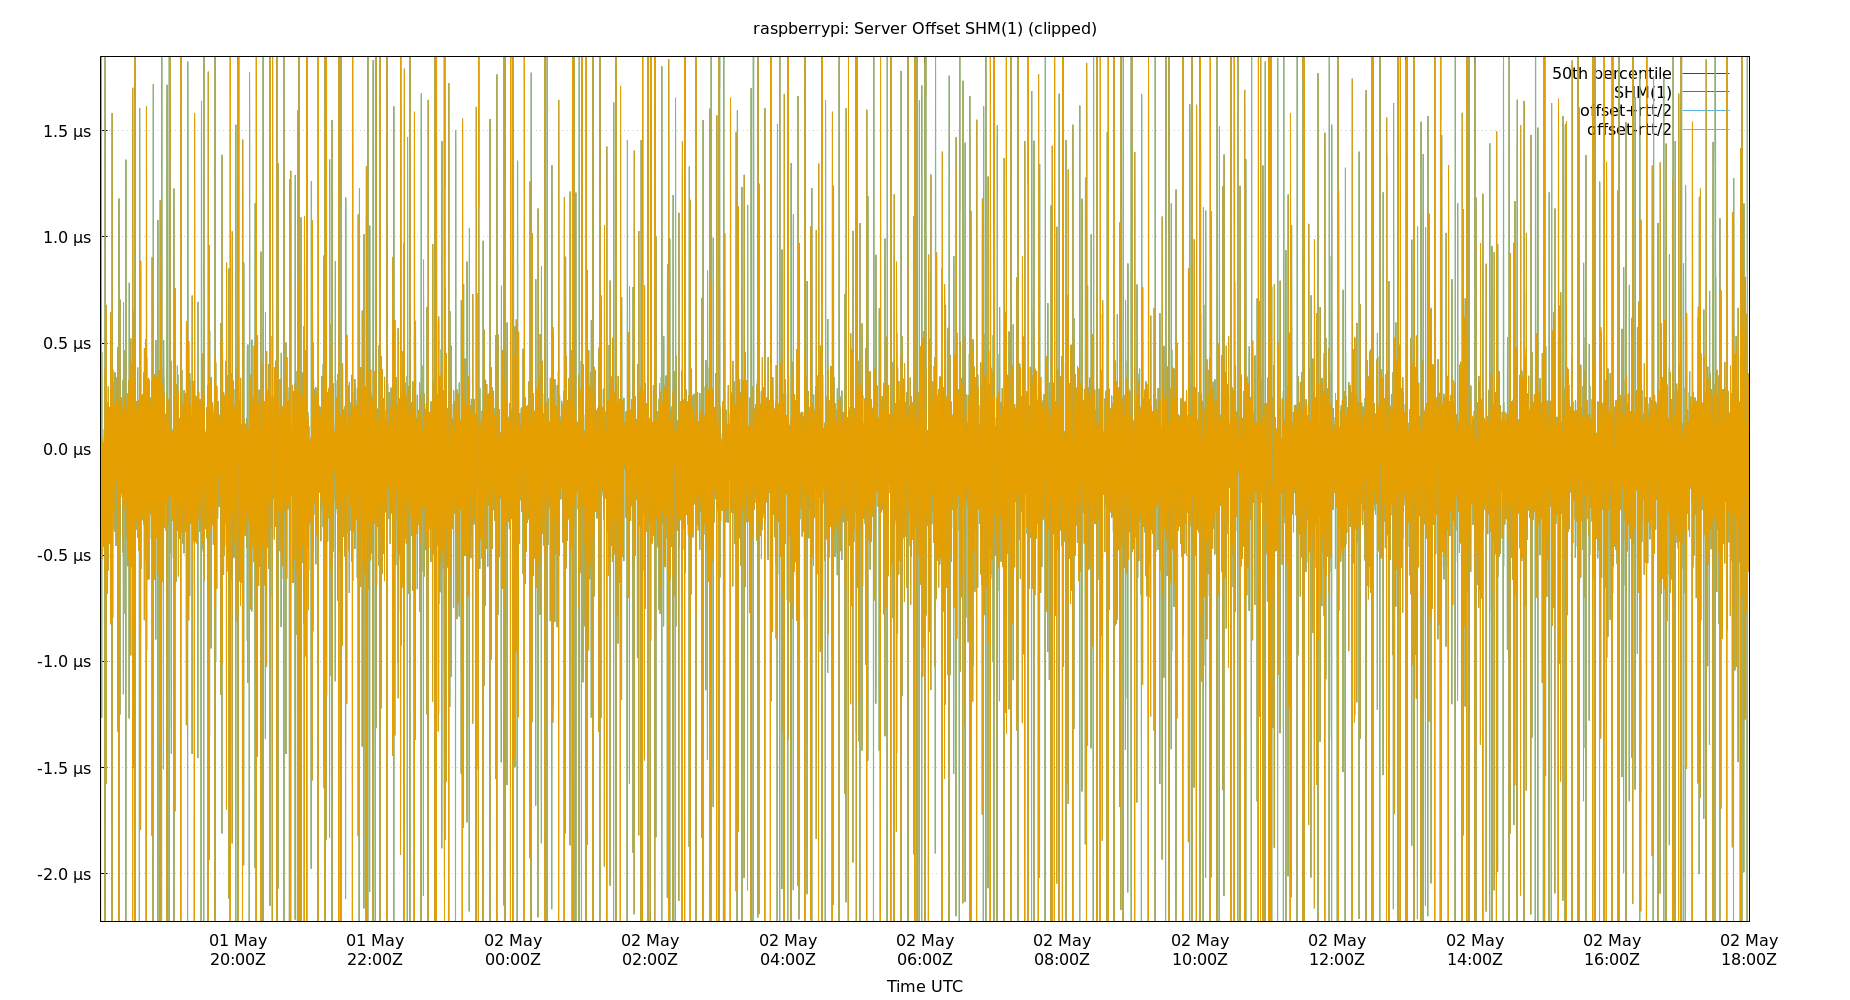 raspberrypi: Server Offset SHM(1) (clipped)
50th percentile
SHM(1)
offset+rtt/2
offset-rtt/2
1.5 µs
1.0 µs
0.5 µs
0.0 µs
-0.5 µs
-1.0 µs
-1.5 µs
-2.0 µs
01 May 01 May 02 May 02 May 02 May 02 May 02 May 02 May 02 May 02 May 02 May 02 May
20:00Z 22:00Z 00:00Z 02:00Z 04:00Z 06:00Z 08:00Z 10:00Z 12:00Z 14:00Z 16:00Z 18:00Z
Time UTC